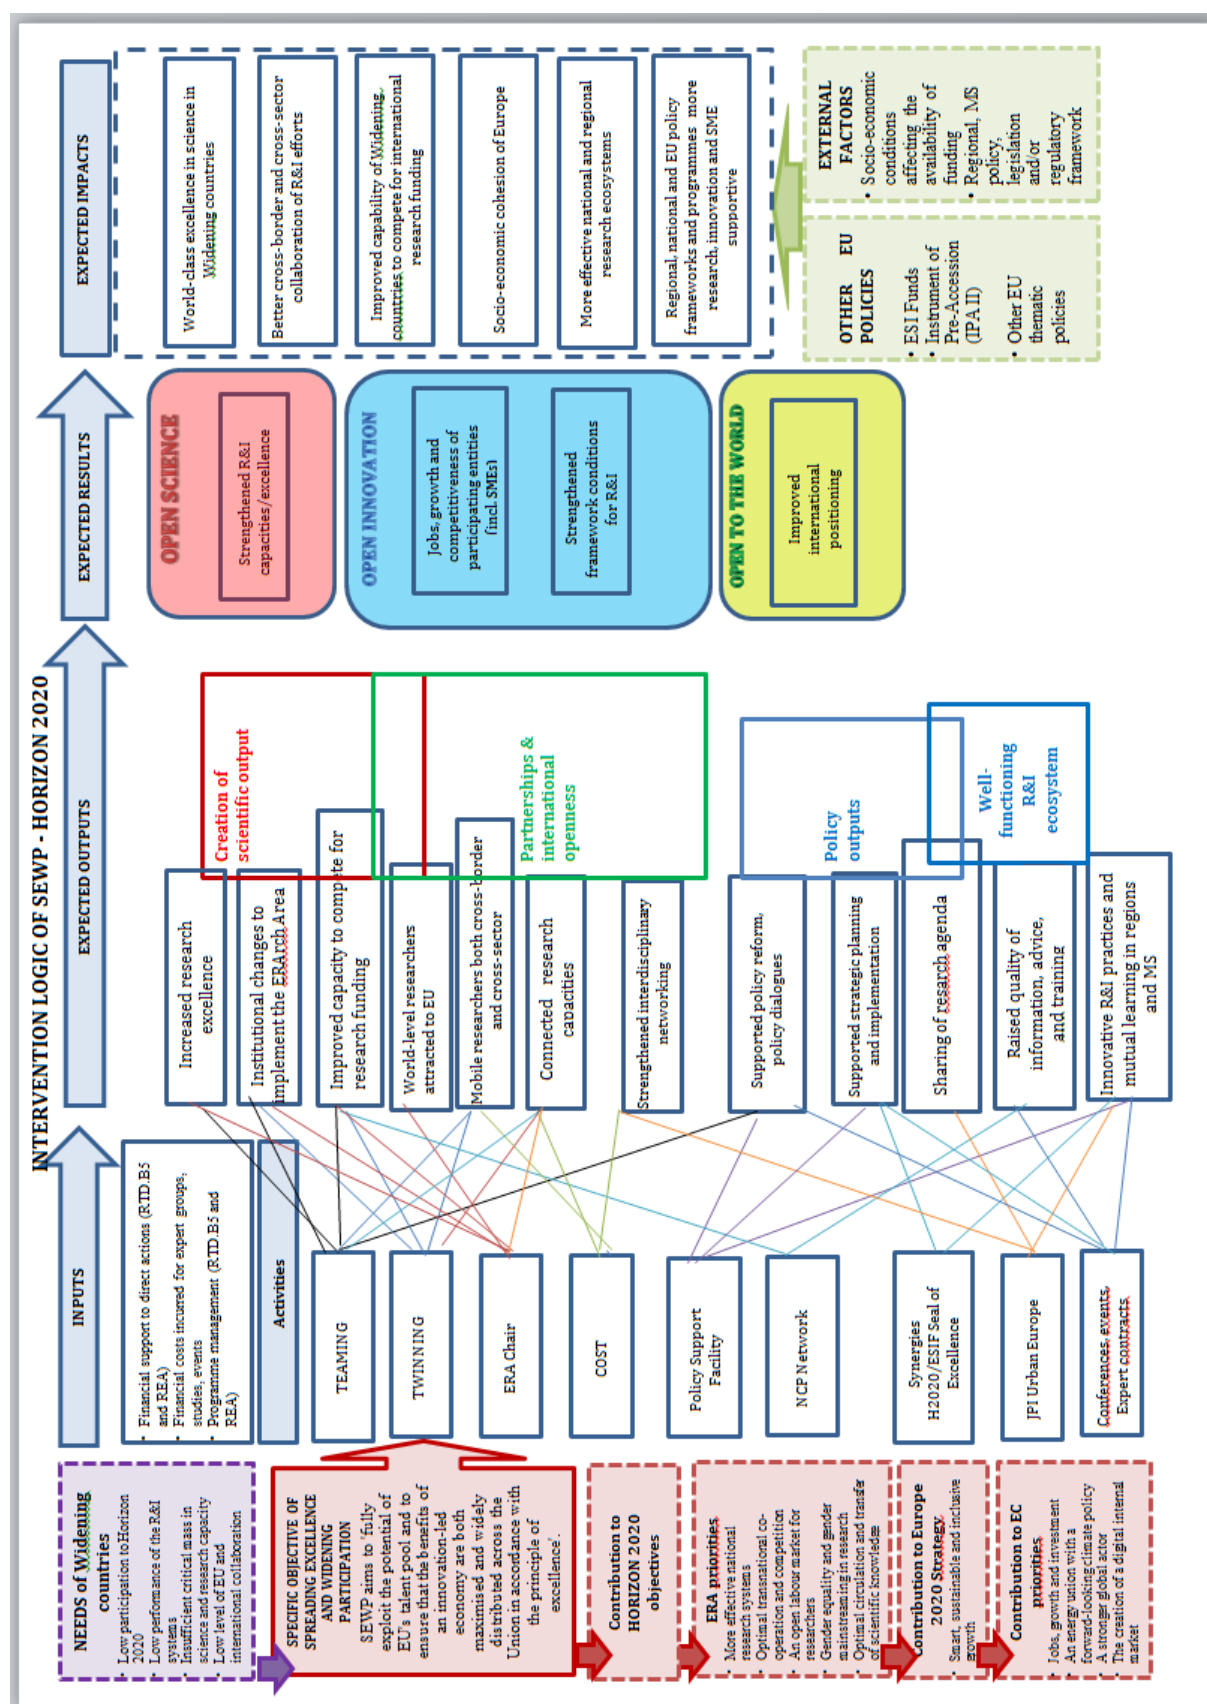 INTERVENTION LOGIC OF SEWP - HORIZON 2020
NEEDS of Widening
countries
• Low participation to Horizon
2020
• Low performance of the R&I
systems
• Insufficient critical mass in
science and research capacity
• Low level of EU and
international collaboration
SPECIFIC OBJECTIVE OF
SPREADING EXCELLENCE
AND WIDENING
PARTICIPATION
SEWP aims to 'fully
exploit the potential of
EU's talent pool and to
ensure that the benefits of
an innovation-led
economy are both
maximised and widely
distributed across the
Union in accordance with
the principle of
excellence'.
Contribution to
HORIZON 2020
objectives
ERA priorities
• More effective national
research systems
• Optimal transnational co-
operation and competition
• An open labour market for
researchers
• Gender equality and gender
mainstreaming in research
• Optimal circulation and transfer
of scientific knowledge
Contribution to Europe
2020 Strategy
• Smart, sustainable and inclusive
growth
Contribution to EC
priorities
• Jobs, growth and investment
• An energy union with a
forward-looking climate policy
• A stronger global actor
• The creation of a digital internal
market
INPUTS
• Financial support to direct actions (RTD.B5
and REA)
• Financial costs incurred for expert groups,
studies, events
• Programme management (RTD.B5 and
REA)
Activities
TEAMING
TWINNING
ERA Chair
COST
Policy Support
Facility
NCP Network
Synergies
H2020/ESIF Seal of
Excellence
JPI Urban Europe
Conferences, events,
Expert contracts
EXPECTED OUTPUTS
Increased research
excellence
Institutional changes to
implement the ERArch Area
Improved capacity to compete for
research funding
World-level researchers
attracted to EU
Mobile researchers both cross-border
and cross-sector
Connected research
capacities
Strengthened interdisciplinary
networking
Supported policy reform,
policy dialogues
Supported strategic planning
and implementation
Sharing of resarch agenda
Raised quality of
information, advice,
and training
Innovative R&I practices and
mutual learning in regions
and MS
Creation of
scientific output
Partnerships &
international
openness
Policy
outputs
Well-
functioning
R&I
ecosystem
EXPECTED RESULTS
OPEN SCIENCE
Strengthened R&I
capacities/excellence
OPEN INNOVATION
Jobs, growth and
competitiveness of
participating entities
(incl. SMEs)
Strengthened
framework conditions
for R&I
OPEN TO THE WORLD
Improved
international
positioning
EXPECTED IMPACTS
World-class excellence in science in
Widening countries
Better cross-border and cross-sector
collaboration of R&I efforts
Improved capability of Widening
countries to compete for international
research funding
Socio-economic cohesion of Europe
More effective national and regional
research ecosystems
Regional, national and EU policy
frameworks and programmes more
research, innovation and SME
supportive
OTHER EU
POLICIES
• ESI Funds
• Instrument of
Pre-Accession
(IPA II)
• Other EU
thematic
policies
EXTERNAL
FACTORS
• Socio-economic
conditions
affecting the
availability of
funding
• Regional, MS
policy,
legislation
and/or
regulatory
framework